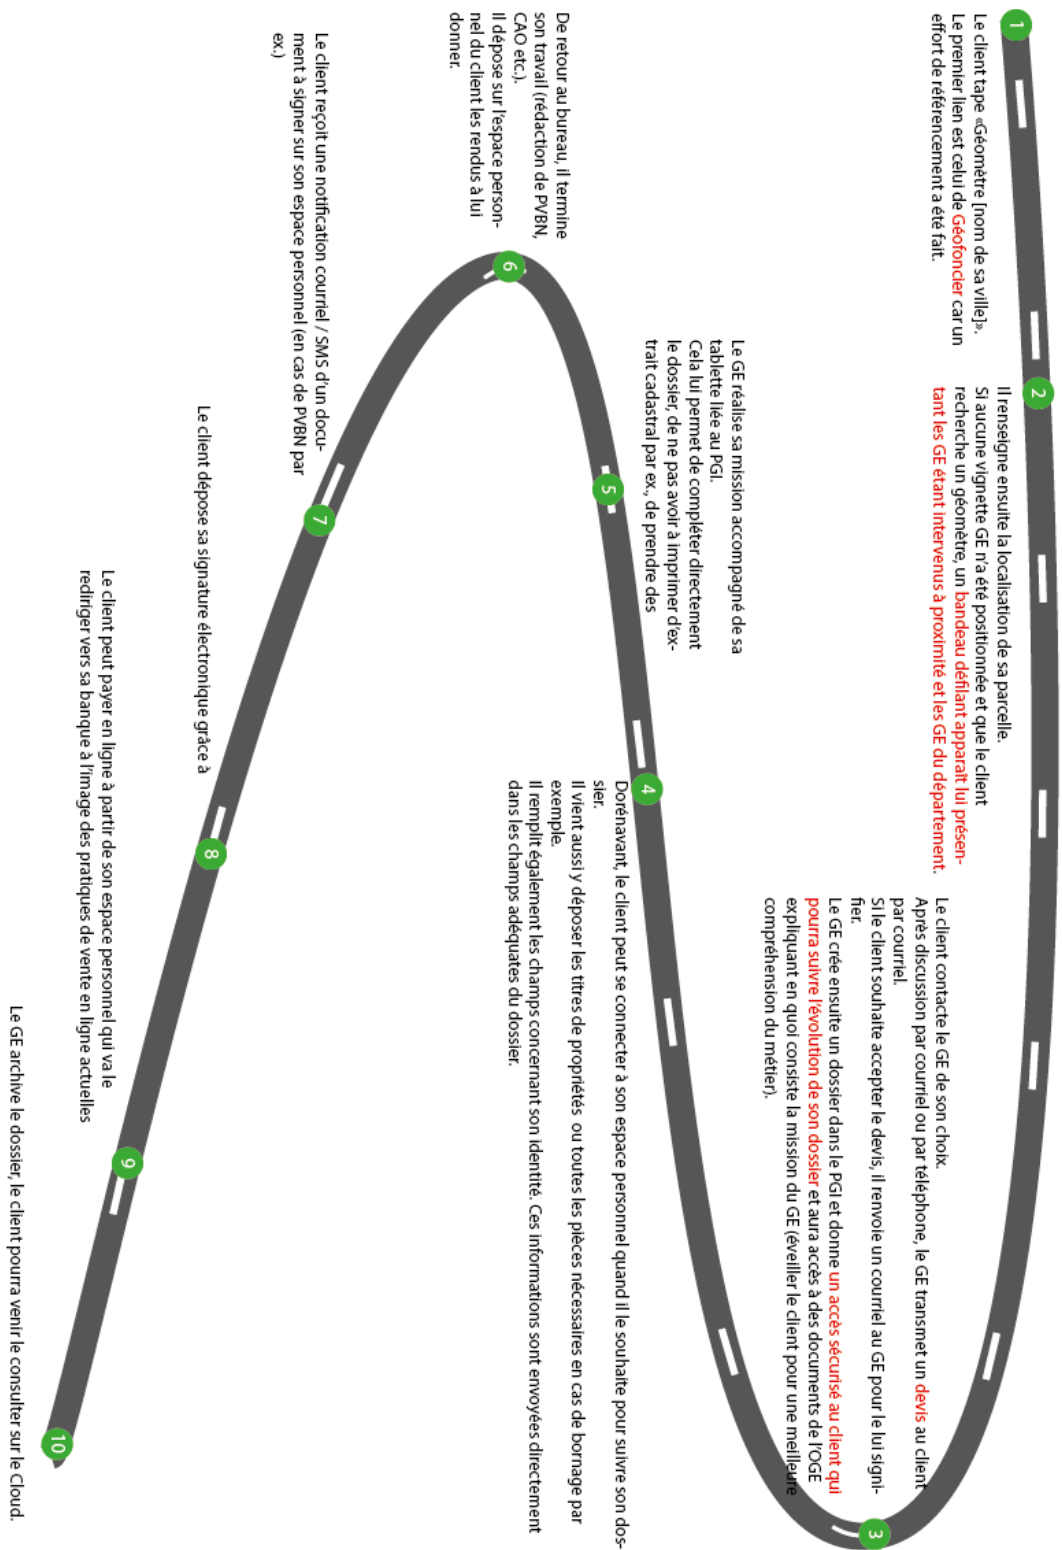 1
Le client tape «Géomètre [nom de sa ville]».
Le premier lien est celui de Géofoncier car un
effort de référencement a été fait.
2
Il renseigne ensuite la localisation de sa parcelle.
Si aucune vignette GE n'a été positionnée et que le client
recherche un géomètre, un bandeau défilant apparaît lui présen-
tant les GE étant intervenus à proximité et les GE du département.
3
Le client contacte le GE de son choix.
Après discussion par courriel ou par téléphone, le GE transmet un devis au client
par courriel.
Si le client souhaite accepter le devis, il renvoie un courriel au GE pour le lui signi-
fier.
Le GE crée ensuite un dossier dans le PGI et donne un accès sécurisé au client qui
pourra suivre l'évolution de son dossier et aura accès à des documents de l'OGE
expliquant en quoi consiste la mission du GE (éveiller le client pour une meilleure
compréhension du métier).
4
Dorénavant, le client peut se connecter à son espace personnel quand il le souhaite pour suivre son dos-
sier.
Il vient aussi y déposer les titres de propriétés ou toutes les pièces nécessaires en cas de bornage par
exemple.
Il remplit également les champs concernant son identité. Ces informations sont envoyées directement
dans les champs adéquates du dossier.
5
Le GE réalise sa mission accompagné de sa
tablette liée au PGI.
Cela lui permet de compléter directement
le dossier, de ne pas avoir à imprimer d'ex-
trait cadastral par ex., de prendre des
6
De retour au bureau, il termine
son travail (rédaction de PVBN,
CAO etc.).
Il dépose sur l'espace person-
nel du client les rendus à lui
donner.
7
Le client reçoit une notification courriel / SMS d'un docu-
ment à signer sur son espace personnel (en cas de PVBN par
ex.)
8
Le client dépose sa signature électronique grâce à
9
Le client peut payer en ligne à partir de son espace personnel qui va le
rediriger vers sa banque à l'image des pratiques de vente en ligne actuelles
10
Le GE archive le dossier, le client pourra venir le consulter sur le Cloud.